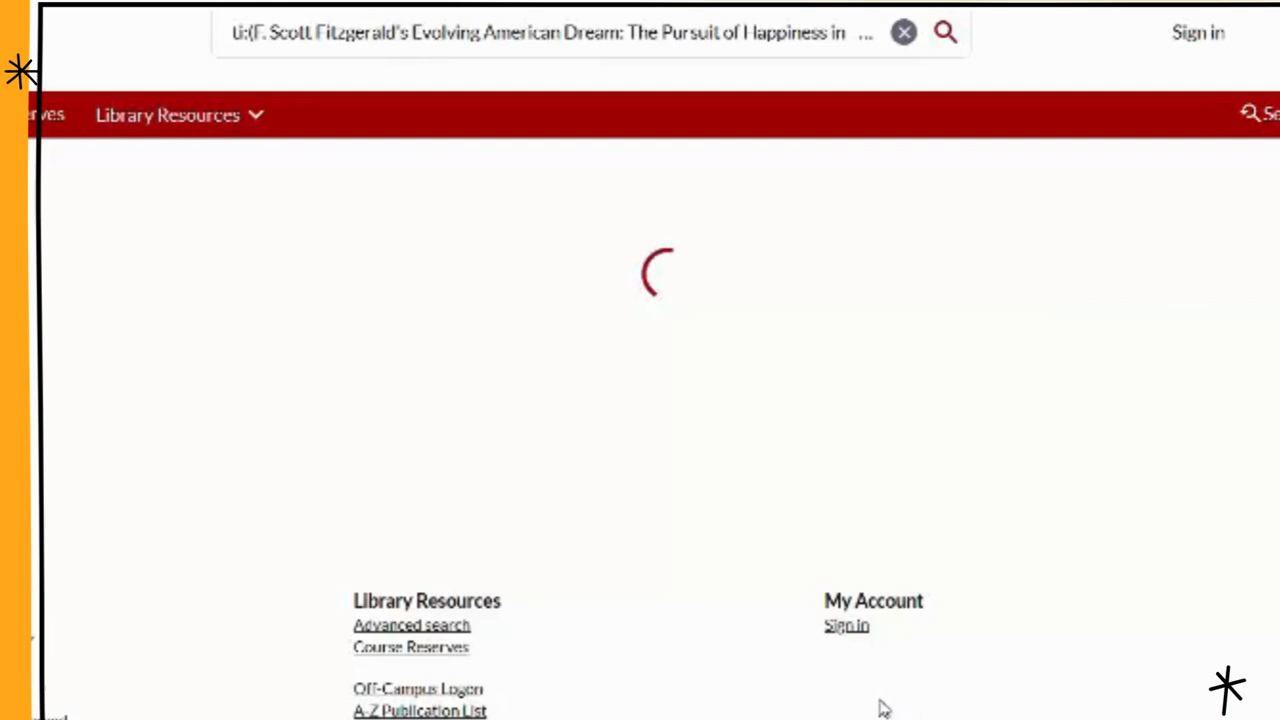 ti:(F. Scott Fitzgerald's Evolving American Dream: The Pursuit of Happiness in ...
Sign in
Library Resources
Library Resources
My Account
Advanced search
Sign in
Course Reserves
Off-Campus Logon
A-Z Publication List